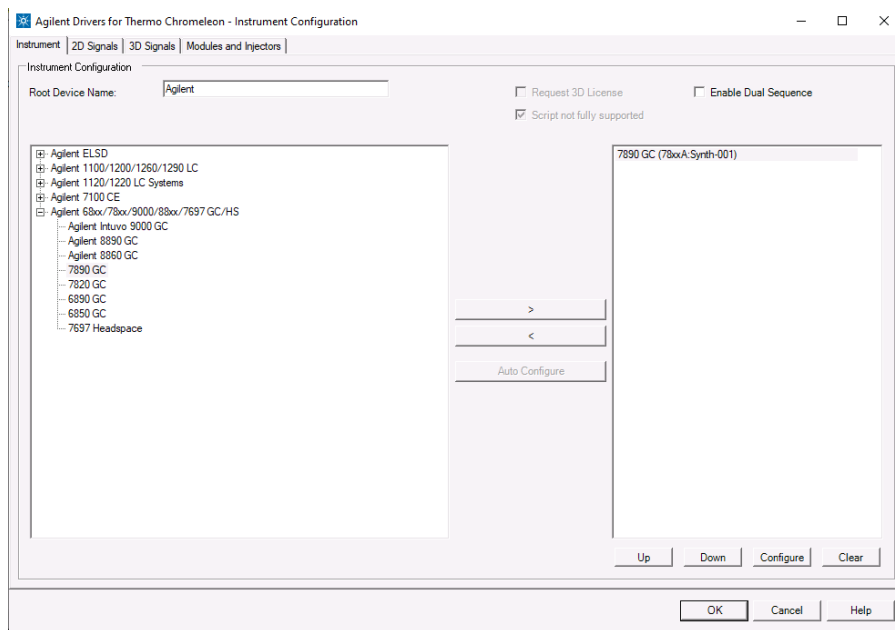 Agilent Drivers for Thermo Chromeleon - Instrument Configuration
Instrument 2D Signals 3D Signals Modules and Injectors
Instrument Configuration
Root Device Name: Agilent Request 3D License Enable Dual Sequence
Script not fully supported
Agilent ELSD
Agilent 1100/1200/1260/1290 LC
Agilent 1120/1220 LC Systems
Agilent 7100 CE
Agilent 68xx/78xx/9000/88xx/7697 GC/HS
Agilent Intuvo 9000 GC
Agilent 8890 GC
Agilent 8860 GC
7890 GC
7820 GC
6890 GC
6850 GC
7697 Headspace
>
<
Auto Configure
7890 GC (78xxA:Synth-001)
Up Down Configure Clear
OK Cancel Help